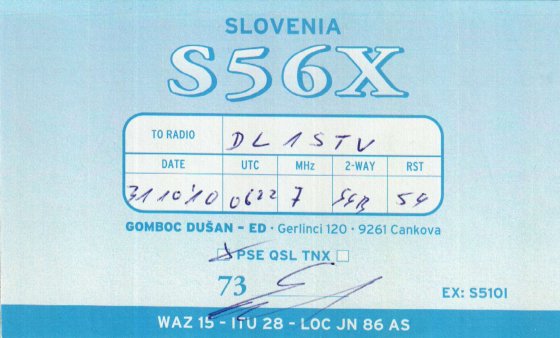 SLOVENIA
S56X
TO RADIO DL1STV
DATE UTC MHz 2-WAY RST
31 10 '10 0622 7 SSB 59
GOMBOC DUŠAN – ED · Gerlinci 120 · 9261 Cankova
PSE QSL TNX
73
EX: S510I
WAZ 15 - ITU 28 - LOC JN 86 AS